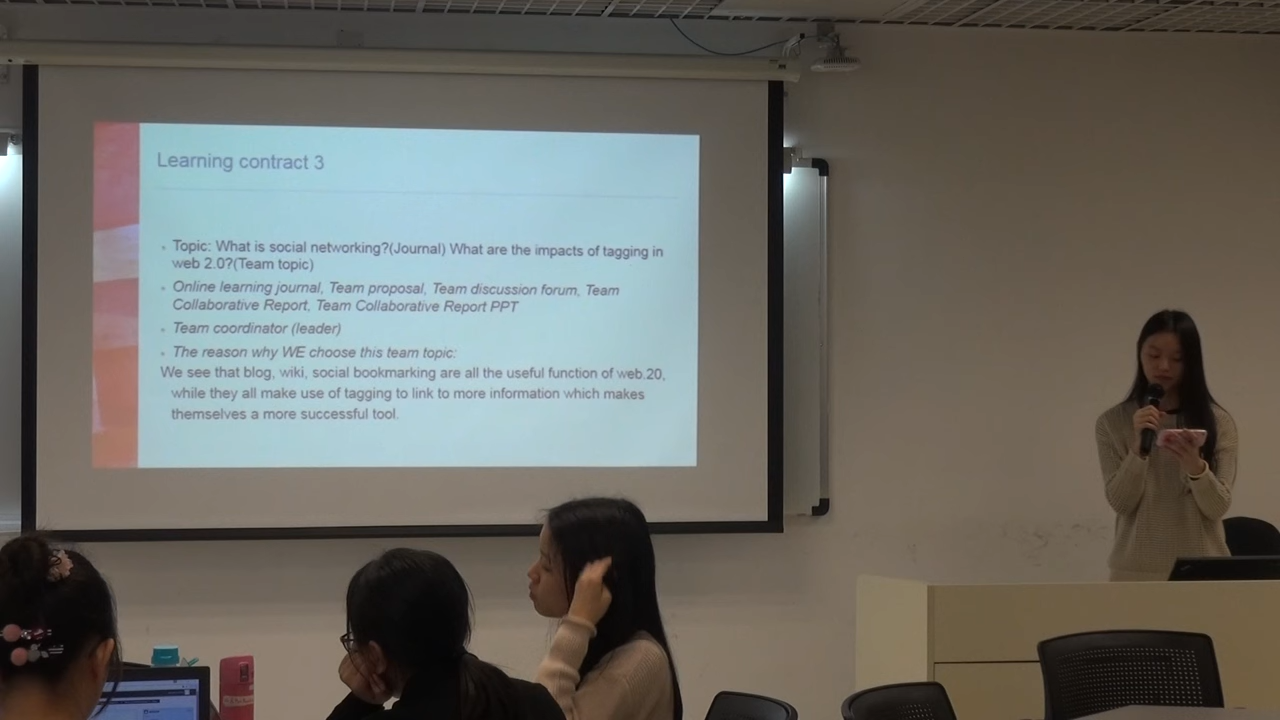 Learning contract 3
Topic: What is social networking?(Journal) What are the impacts of tagging in
web 2.0?(Team topic)
Online learning journal, Team proposal, Team discussion forum, Team
Collaborative Report, Team Collaborative Report PPT
Team coordinator (leader)
The reason why WE choose this team topic:
We see that blog, wiki, social bookmarking are all the useful function of web.20,
while they all make use of tagging to link to more information which makes
themselves a more successful tool.